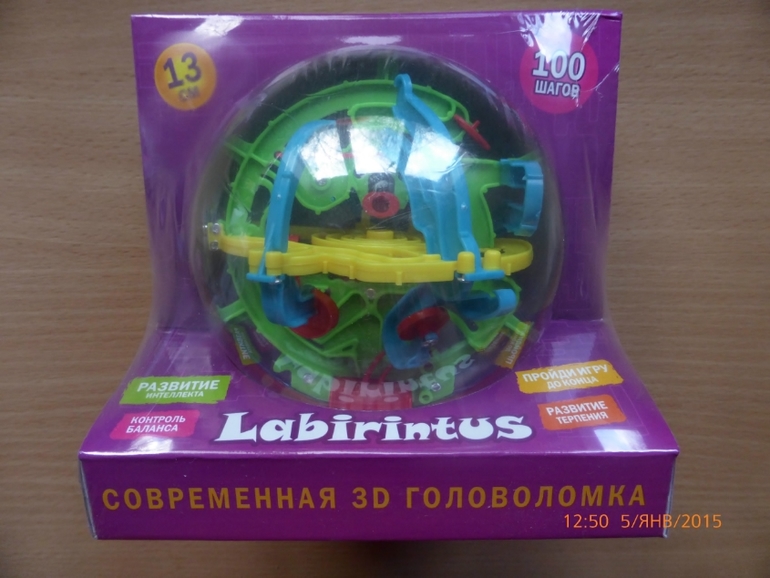 13
СМ
100
ШАГОВ
РАЗВИТИЕ
ИНТЕЛЛЕКТА
КОНТРОЛЬ
БАЛАНСА
ПРОЙДИ ИГРУ
ДО КОНЦА
РАЗВИТИЕ
ТЕРПЕНИЯ
Labirintus
СОВРЕМЕННАЯ 3D ГОЛОВОЛОМКА
12:50 5/ЯНВ/2015